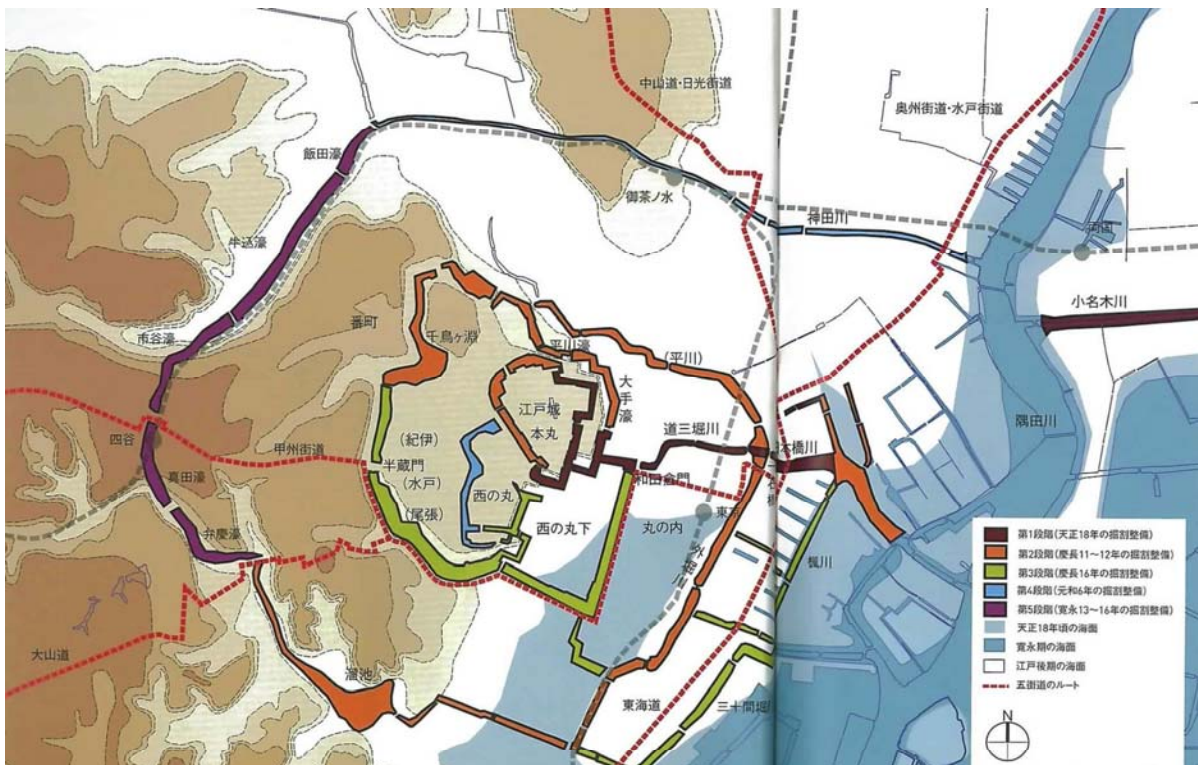 中山道・日光街道
奥州街道・水戸街道
飯田濠
御茶ノ水
神田川
両国
牛込濠
小名木川
市谷濠
番町
千鳥ヶ淵
平川濠
(平川)
大手濠
江戸城
本丸
道三堀川
隅田川
四谷
甲州街道
(紀伊)
半蔵門
(水戸)
(尾張)
真田濠
和田倉門
西の丸
西の丸下
丸の内
弁慶濠
楓川
大山道
溜池
東海道
三十間堀
第1段階(天正18年の掘割整備)
第2段階(慶長11~12年の掘割整備)
第3段階(慶長16年の掘割整備)
第4段階(元和6年の掘割整備)
第5段階(寛永13~16年の掘割整備)
天正18年頃の海面
寛永期の海面
江戸後期の海面
五街道のルート
N